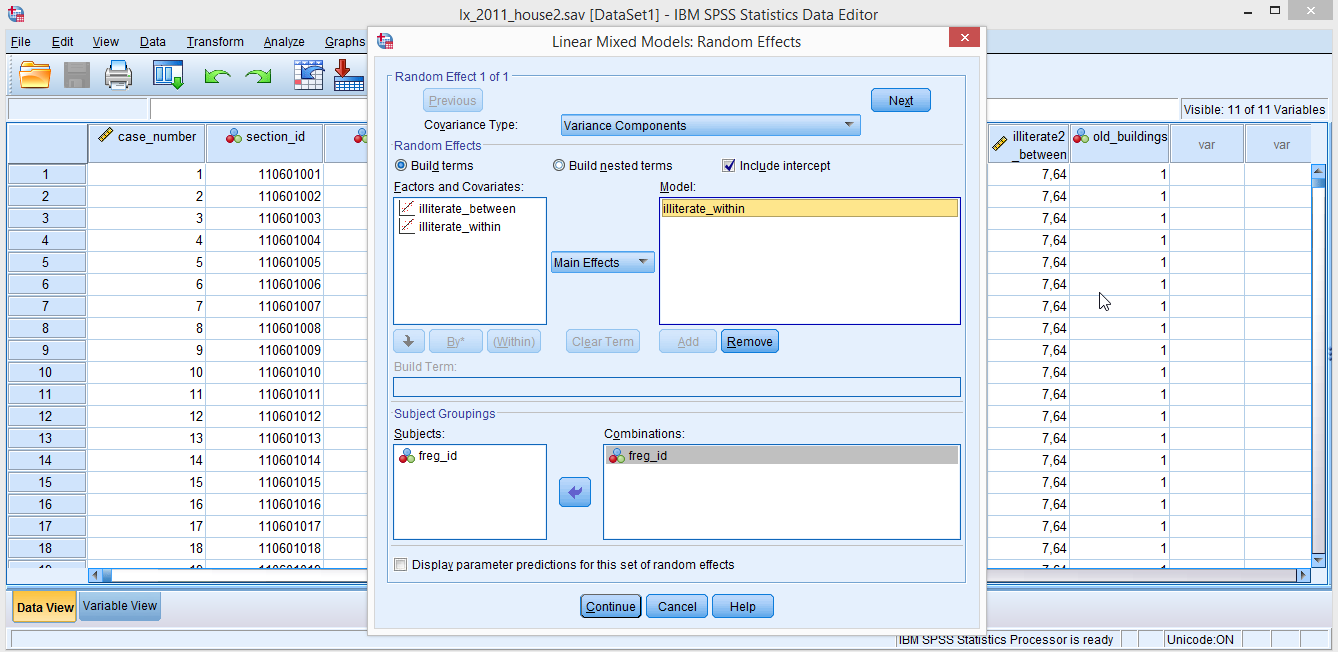 lx_2011_house2.sav [DataSet1] - IBM SPSS Statistics Data Editor
File Edit View Data Transform Analyze Graphs
Visible: 11 of 11 Variables
case_number section_id illiterate2_between old_buildings var var
1 1 110601001 7,64 1
2 2 110601002 7,64 1
3 3 110601003 7,64 1
4 4 110601004 7,64 1
5 5 110601005 7,64 1
6 6 110601006 7,64 1
7 7 110601007 7,64 1
8 8 110601008 7,64 1
9 9 110601009 7,64 1
10 10 110601010 7,64 1
11 11 110601011 7,64 1
12 12 110601012 7,64 1
13 13 110601013 7,64 1
14 14 110601014 7,64 1
15 15 110601015 7,64 1
16 16 110601016 7,64 1
17 17 110601017 7,64 1
18 18 110601018 7,64 1
Linear Mixed Models: Random Effects
Random Effect 1 of 1
Previous Next
Covariance Type: Variance Components
Random Effects
Build terms Build nested terms Include intercept
Factors and Covariates: Model:
illiterate_between illiterate_within
illiterate_within
Main Effects
By* (Within) Clear Term Add Remove
Build Term:
Subject Groupings
Subjects: Combinations:
freg_id freg_id
Display parameter predictions for this set of random effects
Continue Cancel Help
Data View Variable View
IBM SPSS Statistics Processor is ready Unicode:ON